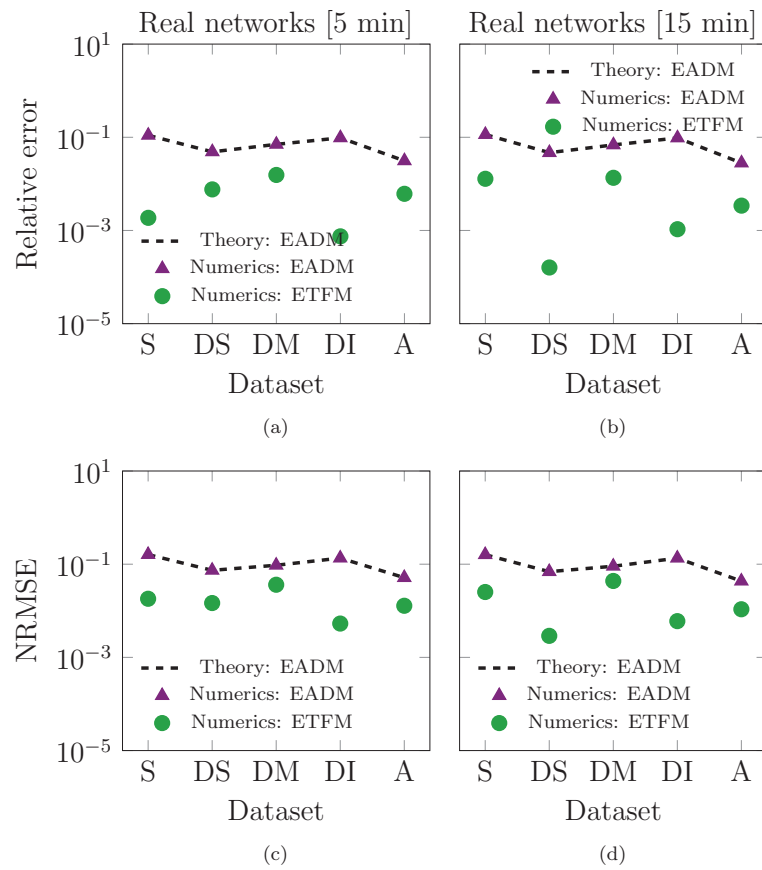 Real networks [5 min]
Real networks [15 min]
Relative error
10^1
10^-1
10^-3
10^-5
Theory: EADM
Numerics: EADM
Numerics: ETFM
S DS DM DI A
Dataset
(a)
Theory: EADM
Numerics: EADM
Numerics: ETFM
S DS DM DI A
Dataset
(b)
NRMSE
10^1
10^-1
10^-3
10^-5
Theory: EADM
Numerics: EADM
Numerics: ETFM
S DS DM DI A
Dataset
(c)
Theory: EADM
Numerics: EADM
Numerics: ETFM
S DS DM DI A
Dataset
(d)